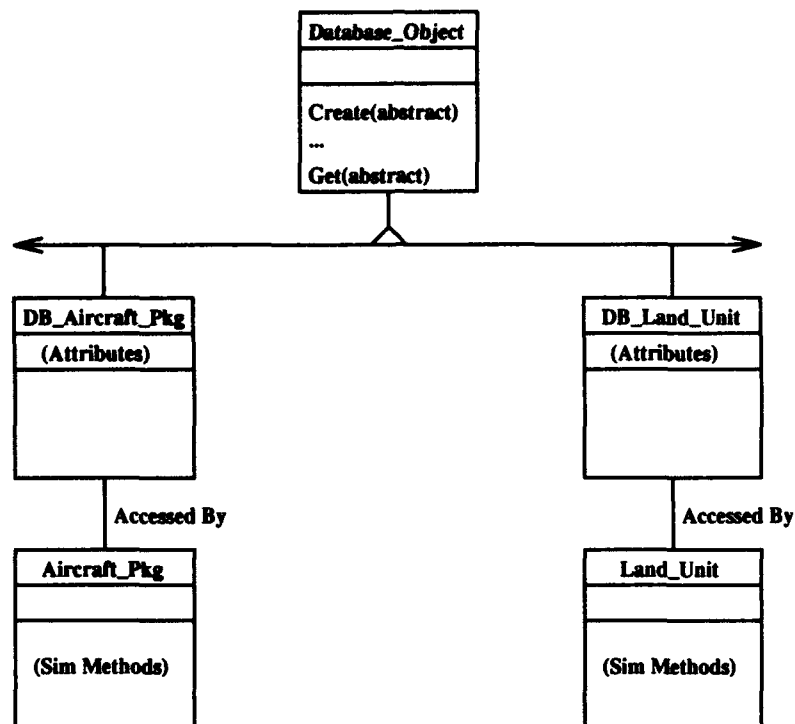 Database_Object
Create(abstract)
...
Get(abstract)
DB_Aircraft_Pkg
(Attributes)
DB_Land_Unit
(Attributes)
Accessed By
Accessed By
Aircraft_Pkg
(Sim Methods)
Land_Unit
(Sim Methods)